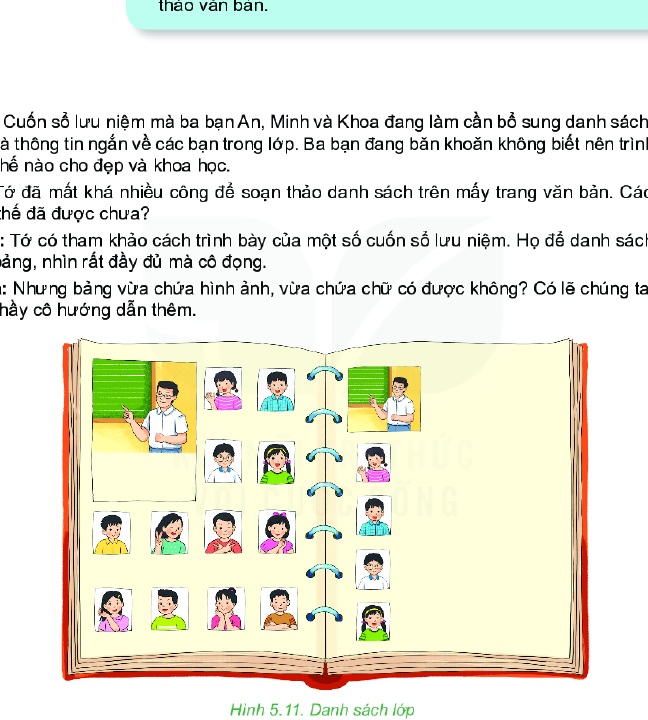 thảo văn bản.
Cuốn sổ lưu niệm mà ba bạn An, Minh và Khoa đang làm cần bổ sung danh sách
à thông tin ngắn về các bạn trong lớp. Ba bạn đang băn khoăn không biết nên trình
hế nào cho đẹp và khoa học.
Tớ đã mất khá nhiều công để soạn thảo danh sách trên mấy trang văn bản. Các
thế đã được chưa?
: Tớ có tham khảo cách trình bày của một số cuốn sổ lưu niệm. Họ để danh sách
bảng, nhìn rất đầy đủ mà cô đọng.
: Nhưng bảng vừa chứa hình ảnh, vừa chứa chữ có được không? Có lẽ chúng ta
thầy cô hướng dẫn thêm.
THỨC
VỚI CUỘC SỐNG
Hình 5.11. Danh sách lớp